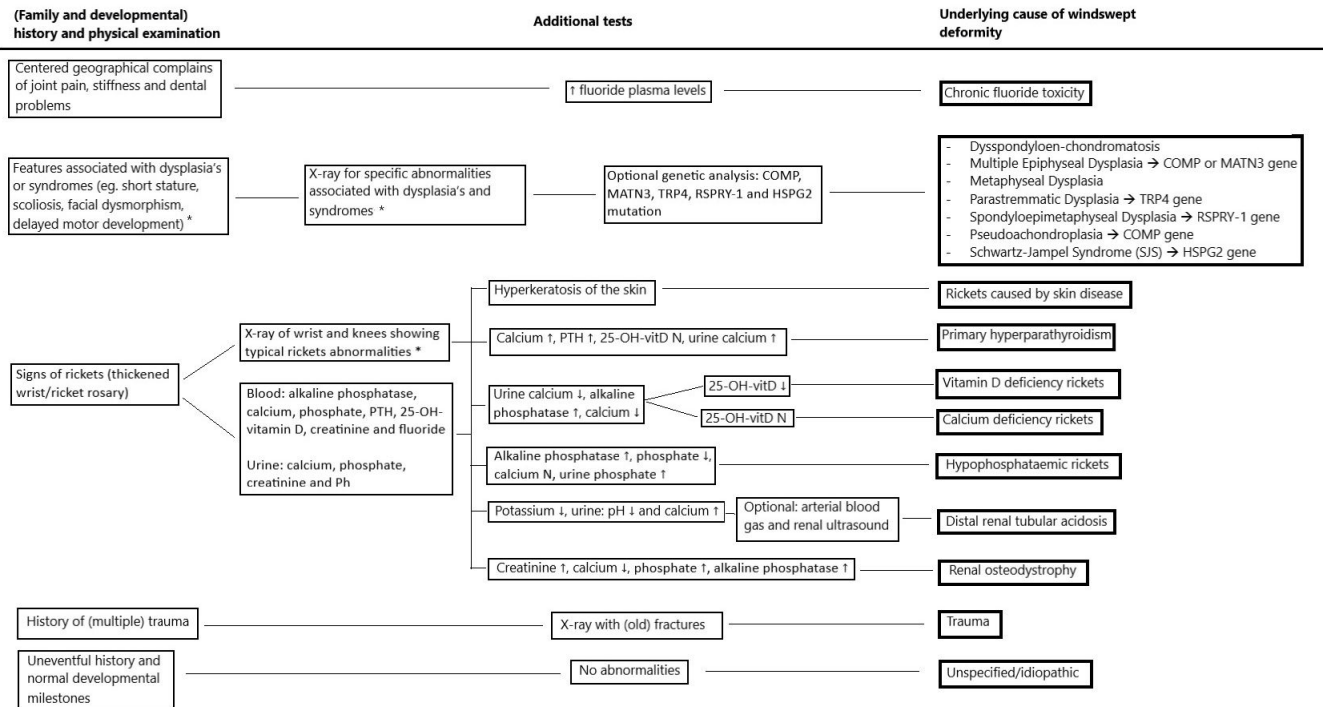 (Family and developmental)
history and physical examination
Additional tests
Underlying cause of windswept
deformity
Centered geographical complains
of joint pain, stiffness and dental
problems
↑ fluoride plasma levels
Chronic fluoride toxicity
Features associated with dysplasia's
or syndromes (eg. short stature,
scoliosis, facial dysmorphism,
delayed motor development) *
X-ray for specific abnormalities
associated with dysplasia's and
syndromes *
Optional genetic analysis: COMP,
MATN3, TRP4, RSPRY-1 and HSPG2
mutation
- Dysspondyloen-chondromatosis
- Multiple Epiphyseal Dysplasia → COMP or MATN3 gene
- Metaphyseal Dysplasia
- Parastremmatic Dysplasia → TRP4 gene
- Spondyloepimetaphyseal Dysplasia → RSPRY-1 gene
- Pseudoachondroplasia → COMP gene
- Schwartz-Jampel Syndrome (SJS) → HSPG2 gene
Signs of rickets (thickened
wrist/ricket rosary)
X-ray of wrist and knees showing
typical rickets abnormalities *
Blood: alkaline phosphatase,
calcium, phosphate, PTH, 25-OH-
vitamin D, creatinine and fluoride
Urine: calcium, phosphate,
creatinine and Ph
Hyperkeratosis of the skin
Rickets caused by skin disease
Calcium ↑, PTH ↑, 25-OH-vitD N, urine calcium ↑
Primary hyperparathyroidism
Urine calcium ↓, alkaline
phosphatase ↑, calcium ↓
25-OH-vitD ↓
Vitamin D deficiency rickets
25-OH-vitD N
Calcium deficiency rickets
Alkaline phosphatase ↑, phosphate ↓,
calcium N, urine phosphate ↑
Hypophosphataemic rickets
Potassium ↓, urine: pH ↓ and calcium ↑
Optional: arterial blood
gas and renal ultrasound
Distal renal tubular acidosis
Creatinine ↑, calcium ↓, phosphate ↑, alkaline phosphatase ↑
Renal osteodystrophy
History of (multiple) trauma
X-ray with (old) fractures
Trauma
Uneventful history and
normal developmental
milestones
No abnormalities
Unspecified/idiopathic